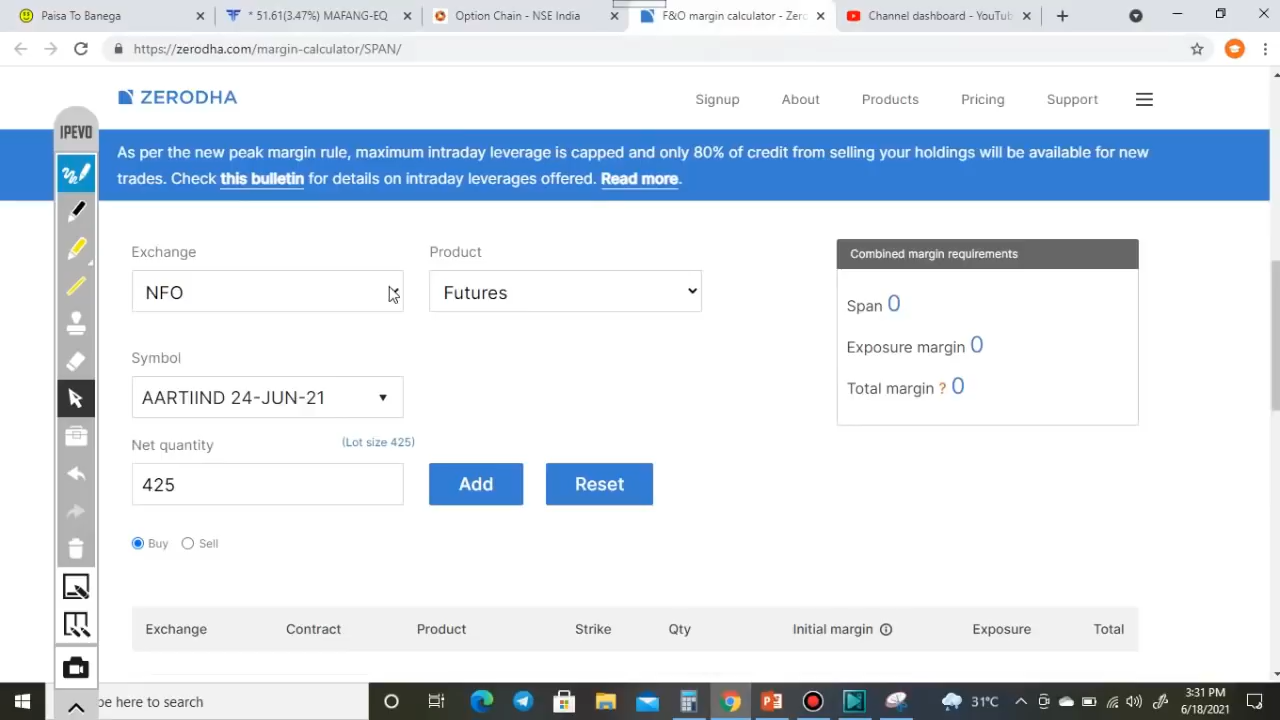 Paisa To Banega
* 51.61(3.47%) MAFANG-EQ
Option Chain - NSE India
F&O margin calculator - Zero
Channel dashboard - YouTub
https://zerodha.com/margin-calculator/SPAN/
ZERODHA
Signup
About
Products
Pricing
Support
IPEVO
As per the new peak margin rule, maximum intraday leverage is capped and only 80% of credit from selling your holdings will be available for new
trades. Check this bulletin for details on intraday leverages offered. Read more.
Exchange
Product
NFO
Futures
Combined margin requirements
Span 0
Exposure margin 0
Total margin ? 0
Symbol
AARTIIND 24-JUN-21
Net quantity
(Lot size 425)
425
Add
Reset
Buy
Sell
Exchange Contract Product Strike Qty Initial margin Exposure Total
pe here to search
31°C
3:31 PM
6/18/2021